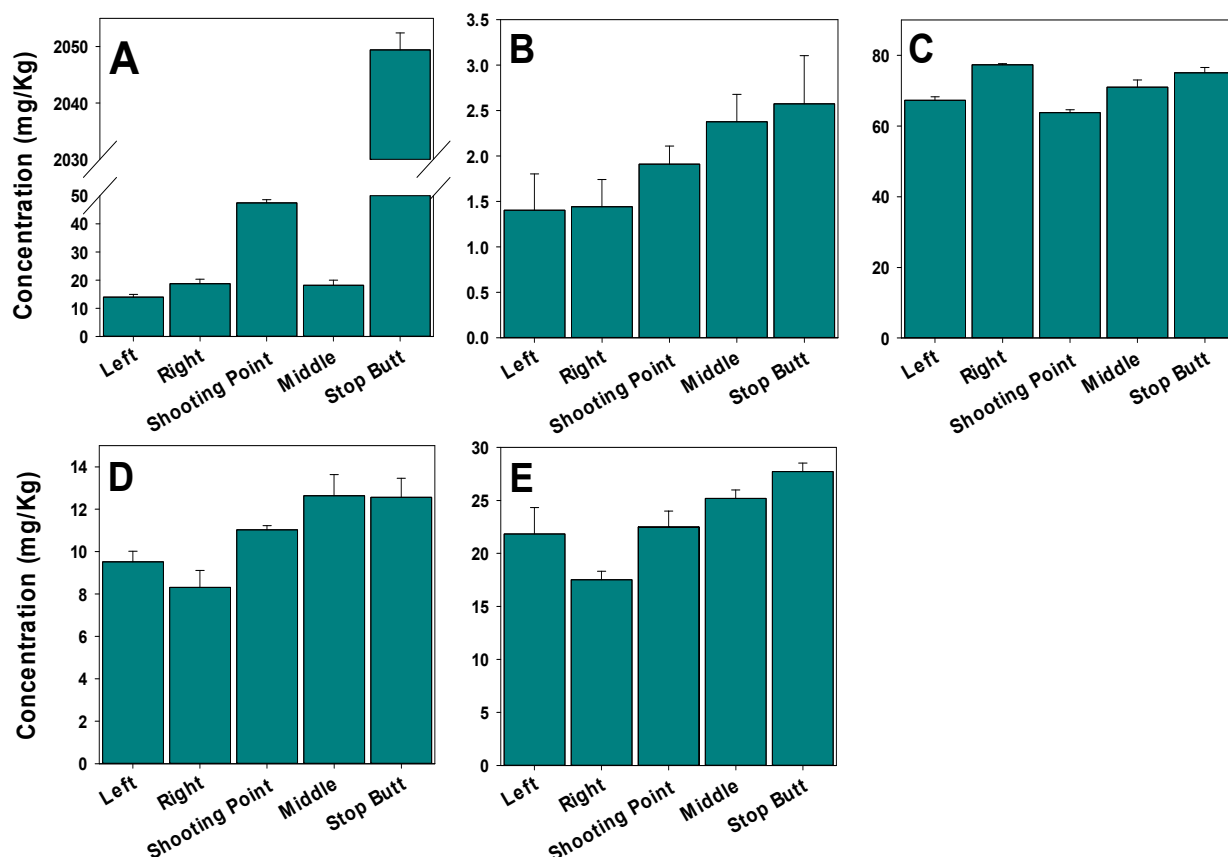 Concentration (mg/Kg)
A
2050
2040
2030
50
40
30
20
10
0
Left
Right
Shooting Point
Middle
Stop Butt
B
3.5
3.0
2.5
2.0
1.5
1.0
0.5
0.0
Left
Right
Shooting Point
Middle
Stop Butt
C
80
60
40
20
0
Left
Right
Shooting Point
Middle
Stop Butt
Concentration (mg/Kg)
D
14
12
10
8
6
4
2
0
Left
Right
Shooting Point
Middle
Stop Butt
E
30
25
20
15
10
5
0
Left
Right
Shooting Point
Middle
Stop Butt